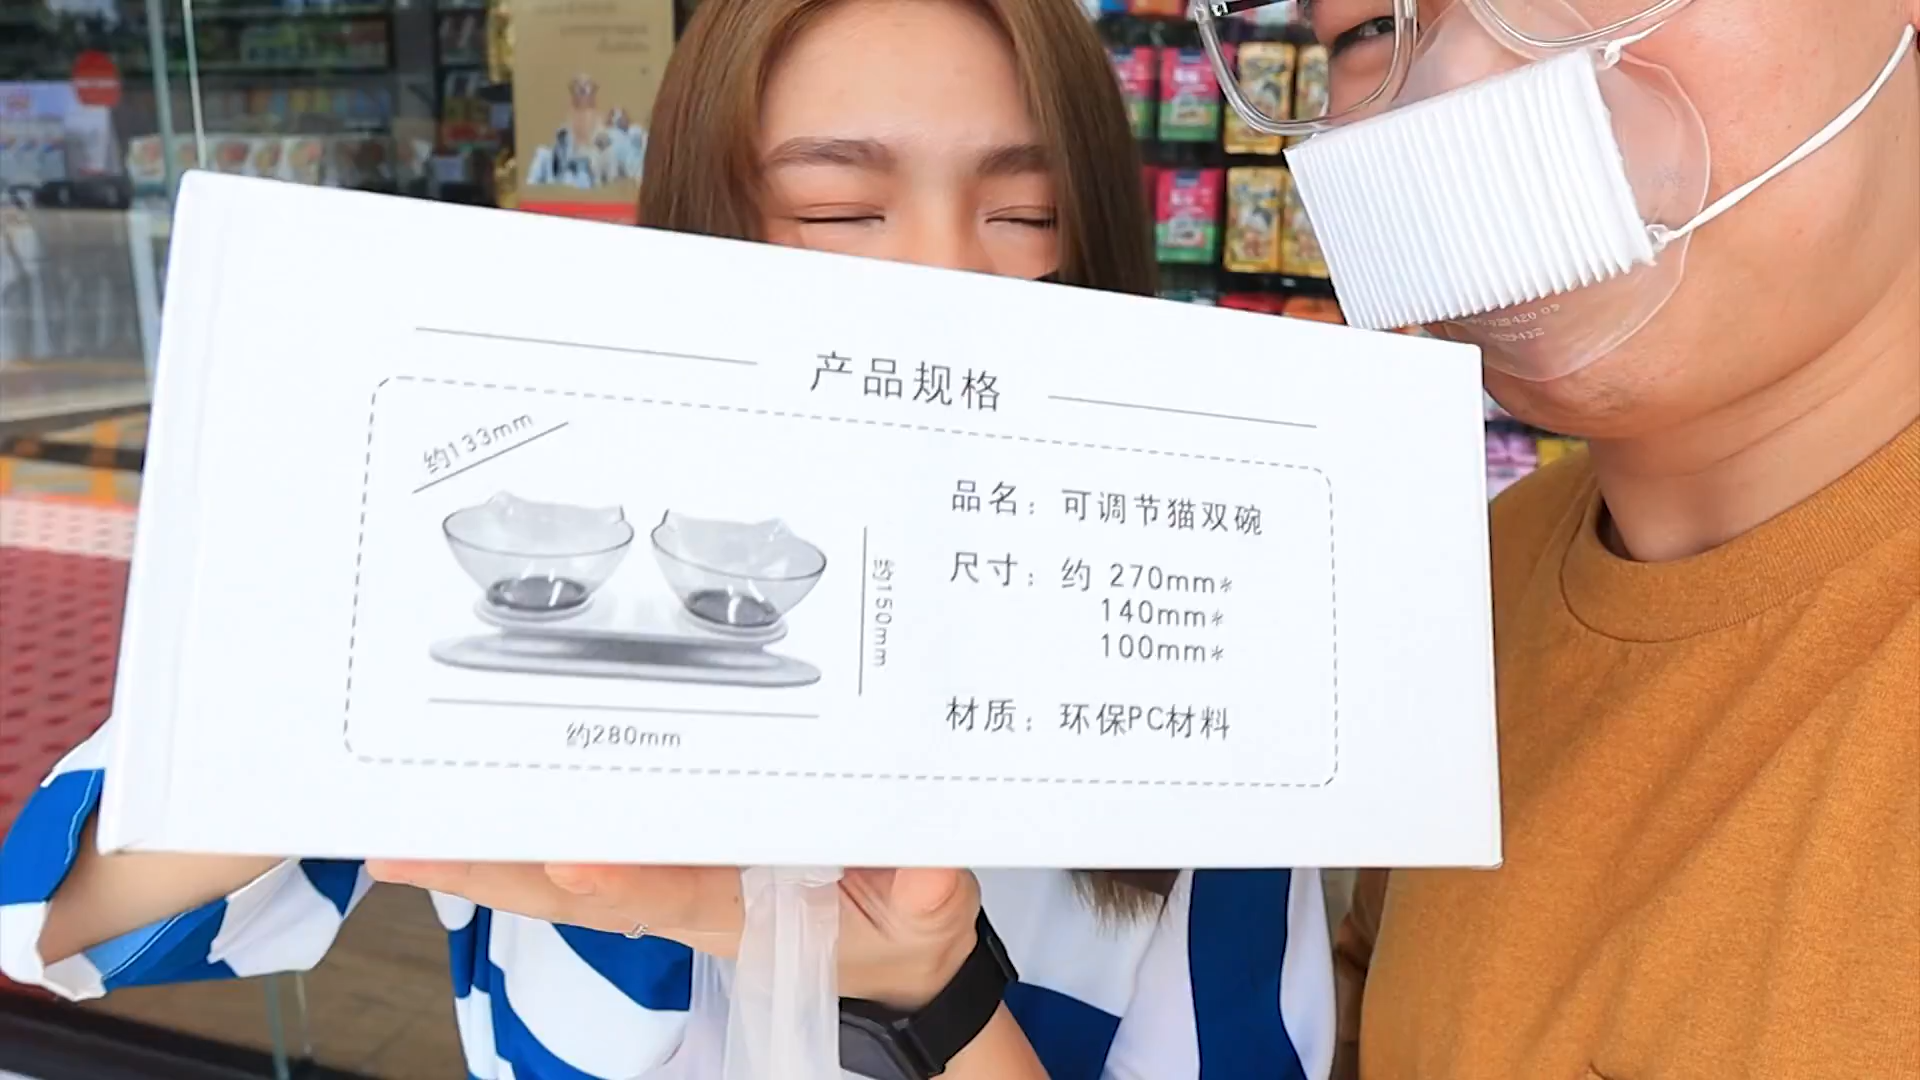 产品规格
约133mm
约150mm
约280mm
品名：可调节猫双碗
尺寸：约 270mm*
140mm*
100mm*
材质：环保PC材料